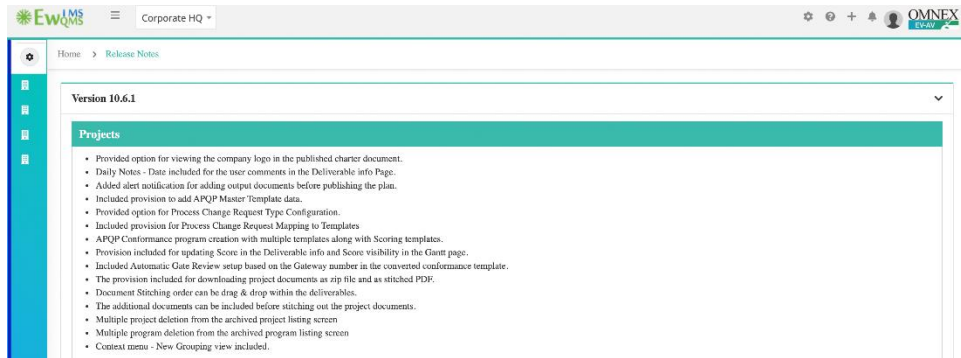 EwQMS LMS
Corporate HQ
OMNEX
EV-AV
Home > Release Notes
Version 10.6.1
Projects
• Provided option for viewing the company logo in the published charter document.
• Daily Notes - Date included for the user comments in the Deliverable info Page.
• Added alert notification for adding output documents before publishing the plan.
• Included provision to add APQP Master Template data.
• Provided option for Process Change Request Type Configuration.
• Included provision for Process Change Request Mapping to Templates
• APQP Conformance program creation with multiple templates along with Scoring templates.
• Provision included for updating Score in the Deliverable info and Score visibility in the Gantt page.
• Included Automatic Gate Review setup based on the Gateway number in the converted conformance template.
• The provision included for downloading project documents as zip file and as stitched PDF.
• Document Stitching order can be drag & drop within the deliverables.
• The additional documents can be included before stitching out the project documents.
• Multiple project deletion from the archived project listing screen
• Multiple program deletion from the archived program listing screen
• Context menu - New Grouping view included.